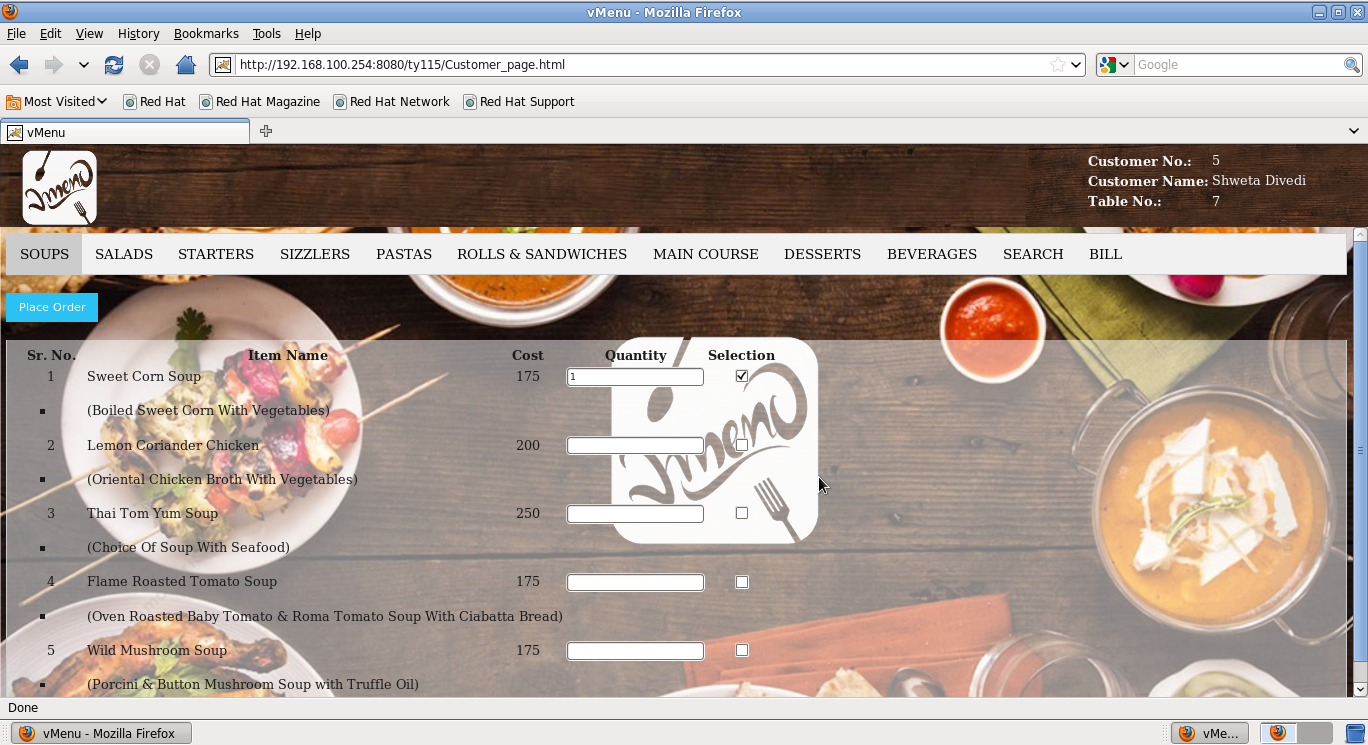 vMenu - Mozilla Firefox
File Edit View History Bookmarks Tools Help
http://192.168.100.254:8080/ty115/Customer_page.html Google
Most Visited Red Hat Red Hat Magazine Red Hat Network Red Hat Support
vMenu
Customer No.: 5
Customer Name: Shweta Divedi
Table No.: 7
SOUPS SALADS STARTERS SIZZLERS PASTAS ROLLS & SANDWICHES MAIN COURSE DESSERTS BEVERAGES SEARCH BILL
Place Order
Sr. No. Item Name Cost Quantity Selection
1 Sweet Corn Soup 175 1
(Boiled Sweet Corn With Vegetables)
2 Lemon Coriander Chicken 200
(Oriental Chicken Broth With Vegetables)
3 Thai Tom Yum Soup 250
(Choice Of Soup With Seafood)
4 Flame Roasted Tomato Soup 175
(Oven Roasted Baby Tomato & Roma Tomato Soup With Ciabatta Bread)
5 Wild Mushroom Soup 175
(Porcini & Button Mushroom Soup with Truffle Oil)
Done
vMenu - Mozilla Firefox vMe...